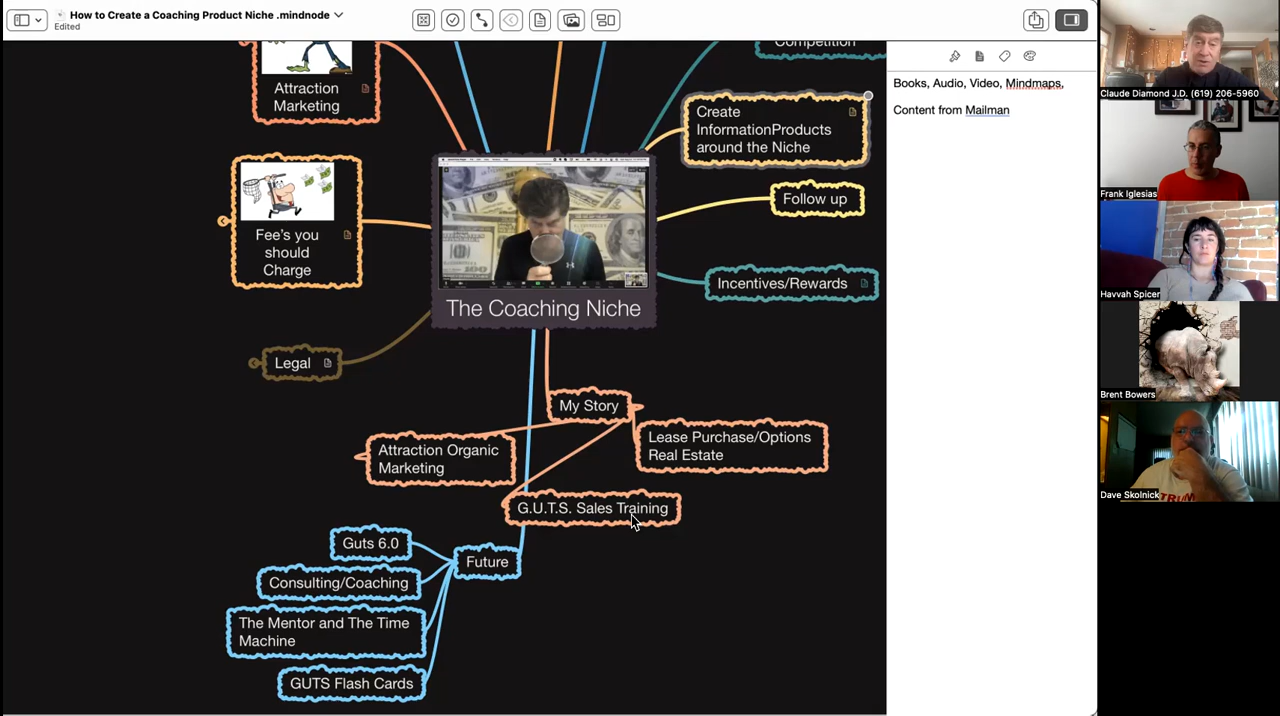 How to Create a Coaching Product Niche .mindnode
Edited
Competition
Attraction
Marketing
Create
InformationProducts
around the Niche
Follow up
Fee's you
should
Charge
Incentives/Rewards
The Coaching Niche
Legal
My Story
Attraction Organic
Marketing
Lease Purchase/Options
Real Estate
G.U.T.S. Sales Training
Guts 6.0
Future
Consulting/Coaching
The Mentor and The Time
Machine
GUTS Flash Cards
Books, Audio, Video, Mindmaps,
Content from Mailman
Claude Diamond J.D. (619) 206-5960
Frank Iglesias
Havvah Spicer
Brent Bowers
Dave Skolnick
TRUM